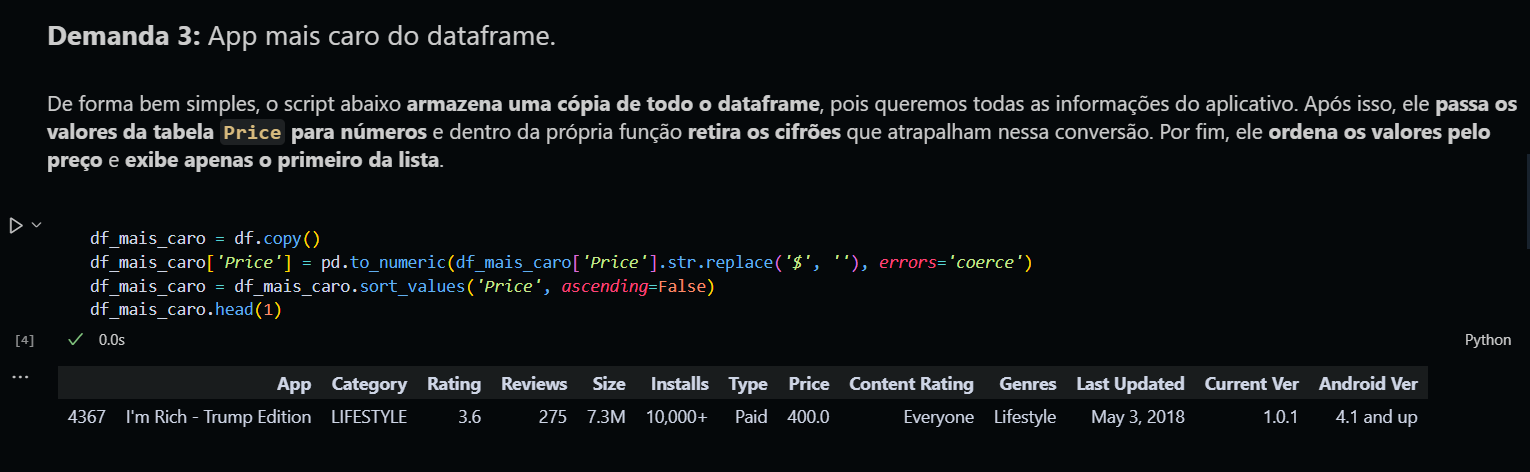 Demanda 3: App mais caro do dataframe.
De forma bem simples, o script abaixo armazena uma cópia de todo o dataframe, pois queremos todas as informações do aplicativo. Após isso, ele passa os
valores da tabela Price para números e dentro da própria função retira os cifrões que atrapalham nessa conversão. Por fim, ele ordena os valores pelo
preço e exibe apenas o primeiro da lista.
df_mais_caro = df.copy()
df_mais_caro['Price'] = pd.to_numeric(df_mais_caro['Price'].str.replace('$', ''), errors='coerce')
df_mais_caro = df_mais_caro.sort_values('Price', ascending=False)
df_mais_caro.head(1)
[4] 0.0s Python
... App Category Rating Reviews Size Installs Type Price Content Rating Genres Last Updated Current Ver Android Ver
4367 I'm Rich - Trump Edition LIFESTYLE 3.6 275 7.3M 10,000+ Paid 400.0 Everyone Lifestyle May 3, 2018 1.0.1 4.1 and up